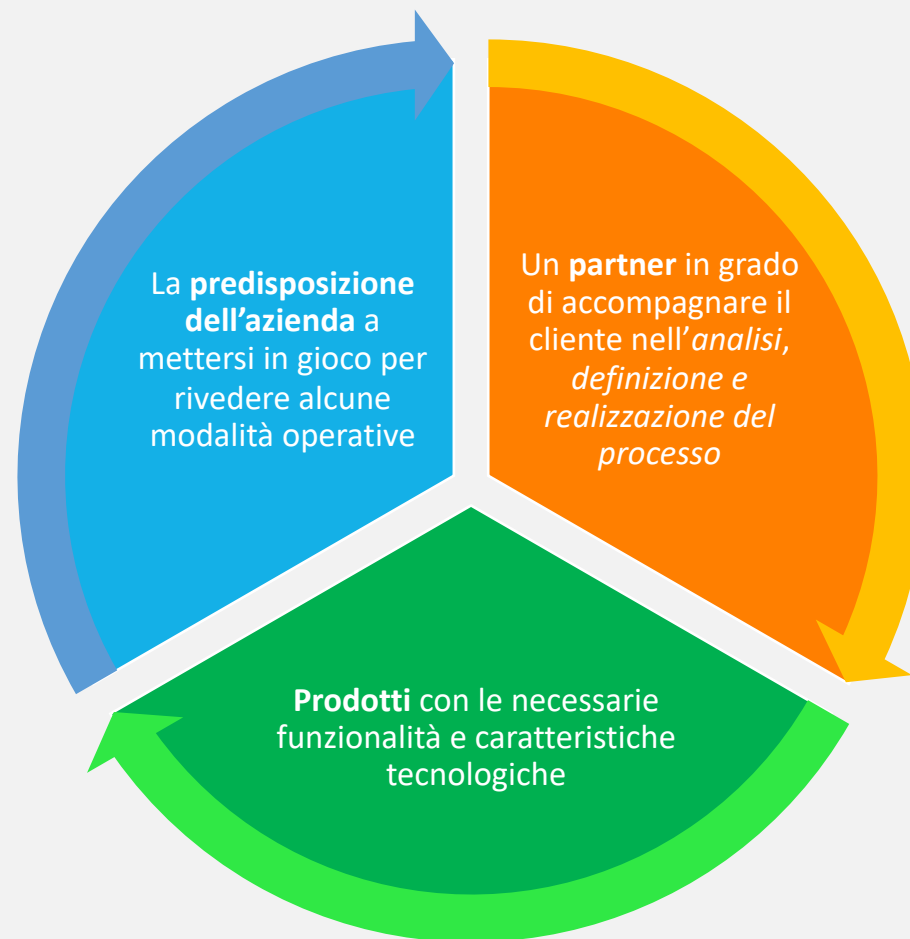 La predisposizione
dell’azienda a
mettersi in gioco per
rivedere alcune
modalità operative
Un partner in grado
di accompagnare il
cliente nell’analisi,
definizione e
realizzazione del
processo
Prodotti con le necessarie
funzionalità e caratteristiche
tecnologiche